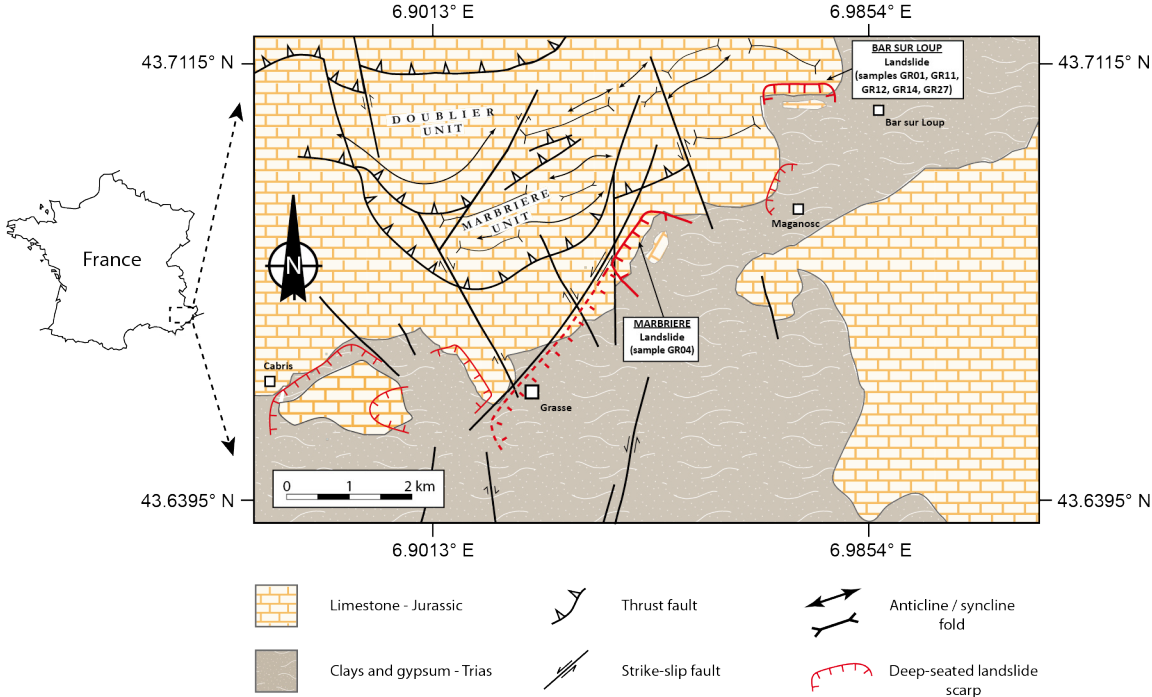 6.9013° E
6.9854° E
43.7115° N
43.7115° N
BAR SUR LOUP
Landslide
(samples GR01, GR11,
GR12, GR14, GR27)
Bar sur Loup
DOUBLIER
UNIT
MARBRIERE
UNIT
Maganosc
France
N
MARBRIERE
Landslide
(sample GR04)
Cabris
Grasse
0 1 2 km
43.6395° N
43.6395° N
6.9013° E
6.9854° E
Limestone - Jurassic
Thrust fault
Anticline / syncline
fold
Clays and gypsum - Trias
Strike-slip fault
Deep-seated landslide
scarp